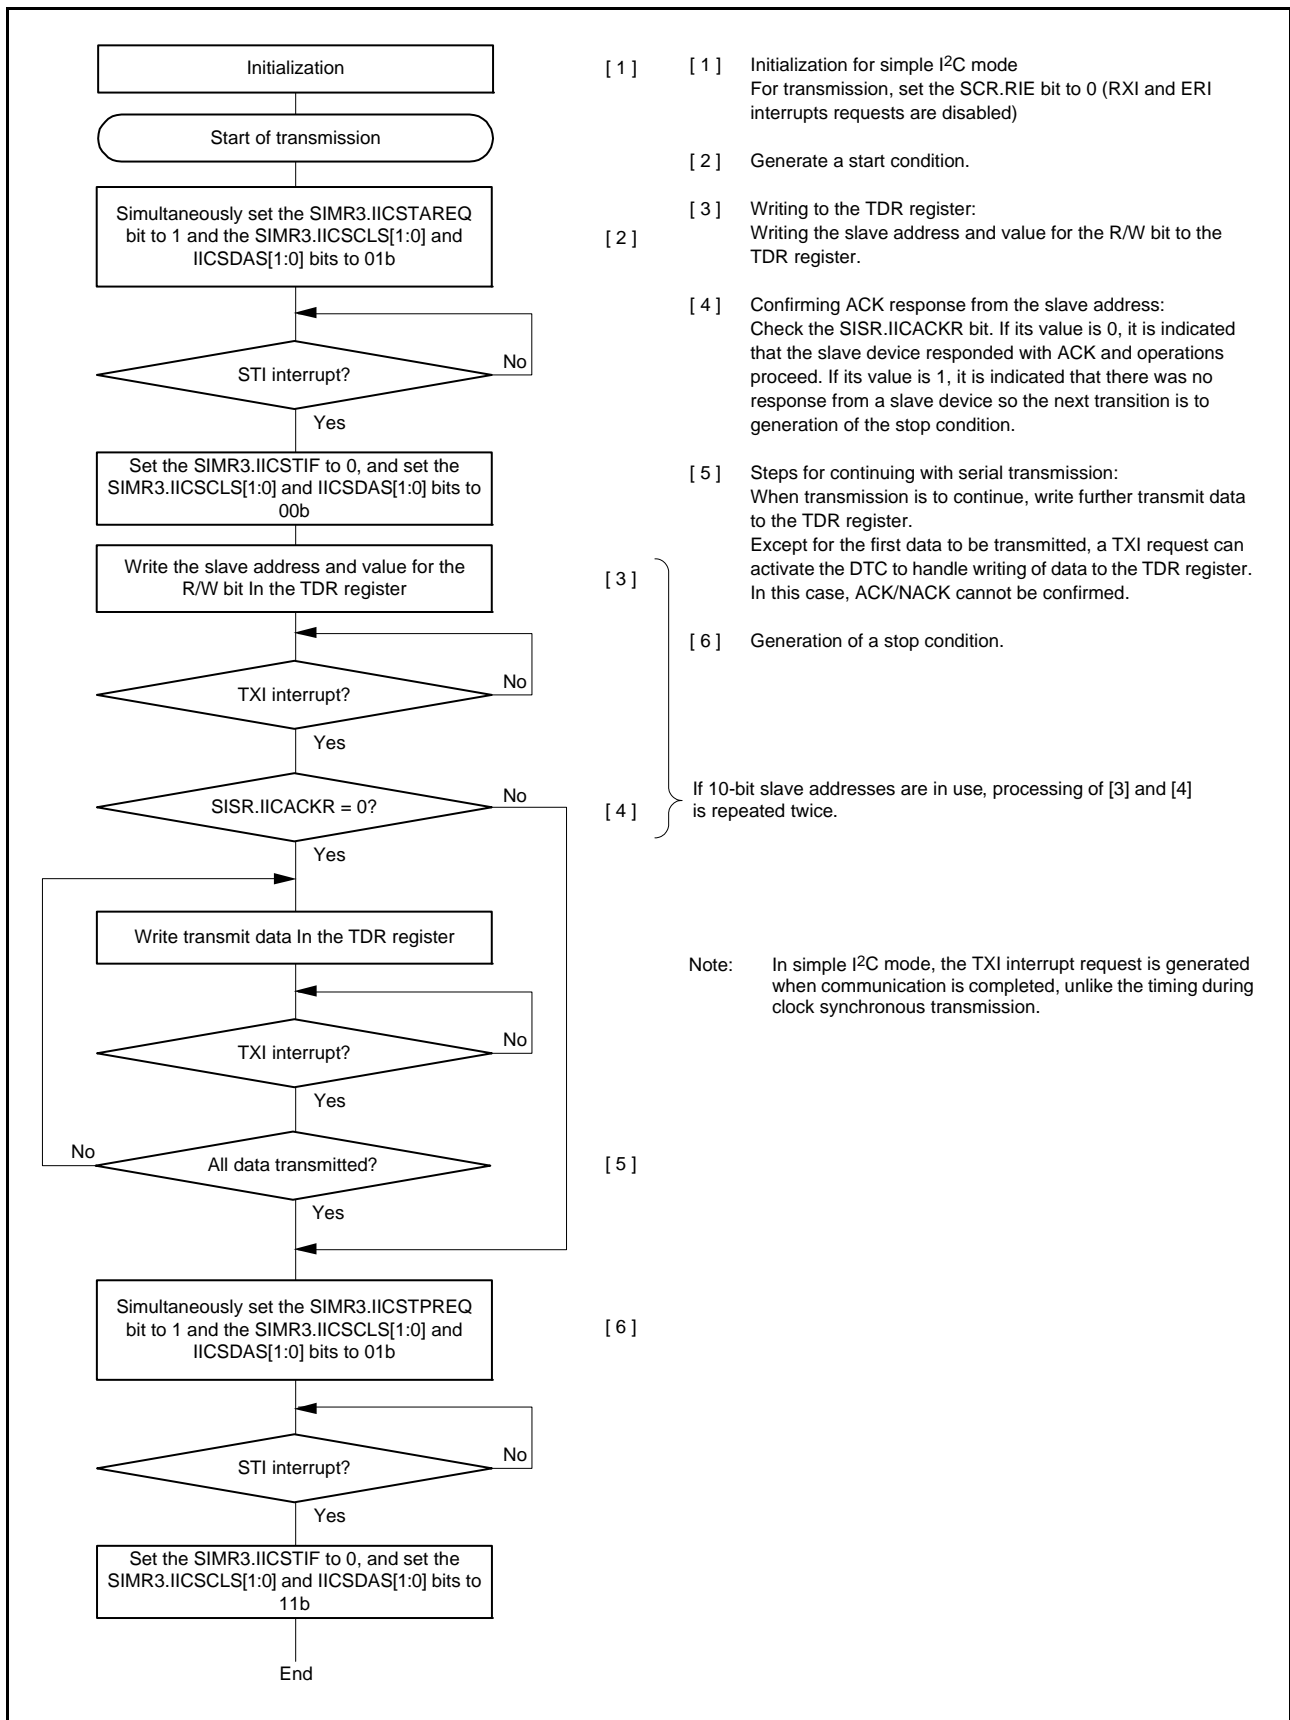 Initialization
[ 1 ]
Start of transmission
Simultaneously set the SIMR3.IICSTAREQ
bit to 1 and the SIMR3.IICSCLS[1:0] and
IICSDAS[1:0] bits to 01b
[ 2 ]
STI interrupt?
No
Yes
Set the SIMR3.IICSTIF to 0, and set the
SIMR3.IICSCLS[1:0] and IICSDAS[1:0] bits to
00b
Write the slave address and value for the
R/W bit In the TDR register
[ 3 ]
TXI interrupt?
No
Yes
SISR.IICACKR = 0?
No
[ 4 ]
Yes
Write transmit data In the TDR register
TXI interrupt?
No
Yes
No
All data transmitted?
[ 5 ]
Yes
Simultaneously set the SIMR3.IICSTPREQ
bit to 1 and the SIMR3.IICSCLS[1:0] and
IICSDAS[1:0] bits to 01b
[ 6 ]
STI interrupt?
No
Yes
Set the SIMR3.IICSTIF to 0, and set the
SIMR3.IICSCLS[1:0] and IICSDAS[1:0] bits to
11b
End
[ 1 ] Initialization for simple I2C mode
For transmission, set the SCR.RIE bit to 0 (RXI and ERI
interrupts requests are disabled)
[ 2 ] Generate a start condition.
[ 3 ] Writing to the TDR register:
Writing the slave address and value for the R/W bit to the
TDR register.
[ 4 ] Confirming ACK response from the slave address:
Check the SISR.IICACKR bit. If its value is 0, it is indicated
that the slave device responded with ACK and operations
proceed. If its value is 1, it is indicated that there was no
response from a slave device so the next transition is to
generation of the stop condition.
[ 5 ] Steps for continuing with serial transmission:
When transmission is to continue, write further transmit data
to the TDR register.
Except for the first data to be transmitted, a TXI request can
activate the DTC to handle writing of data to the TDR register.
In this case, ACK/NACK cannot be confirmed.
[ 6 ] Generation of a stop condition.
If 10-bit slave addresses are in use, processing of [3] and [4]
is repeated twice.
Note: In simple I2C mode, the TXI interrupt request is generated
when communication is completed, unlike the timing during
clock synchronous transmission.